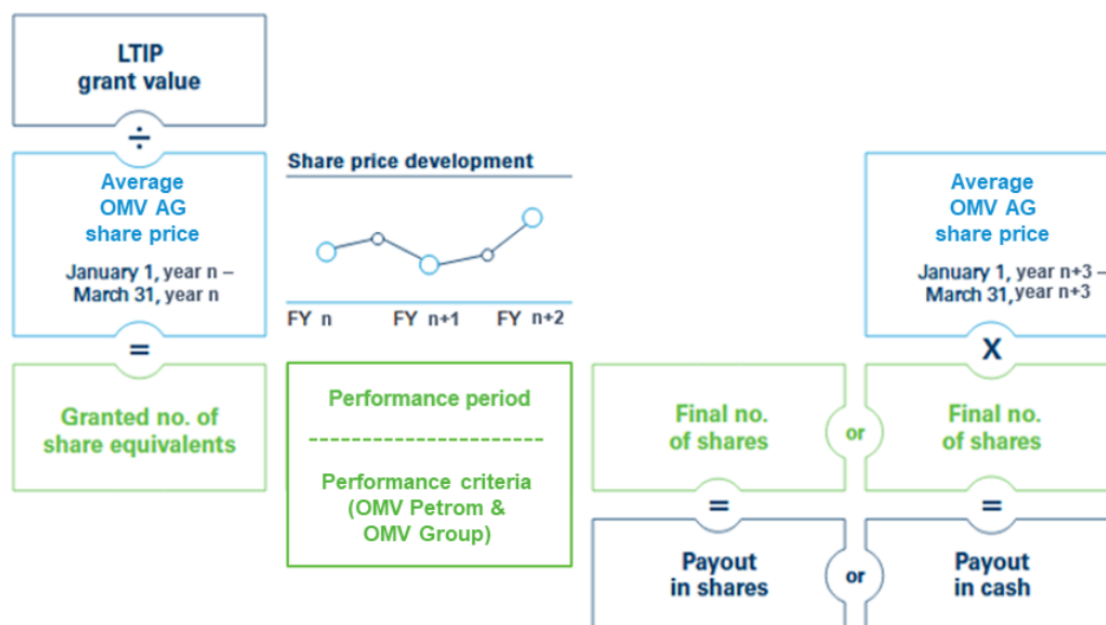 LTIP
grant value
÷
Average
OMV AG
share price
January 1, year n –
March 31, year n
=
Granted no. of
share equivalents
Share price development
FY n FY n+1 FY n+2
Performance period
Performance criteria
(OMV Petrom &
OMV Group)
Final no.
of shares
=
Payout
in shares
or
or
Average
OMV AG
share price
January 1, year n+3 –
March 31, year n+3
X
Final no.
of shares
=
Payout
in cash